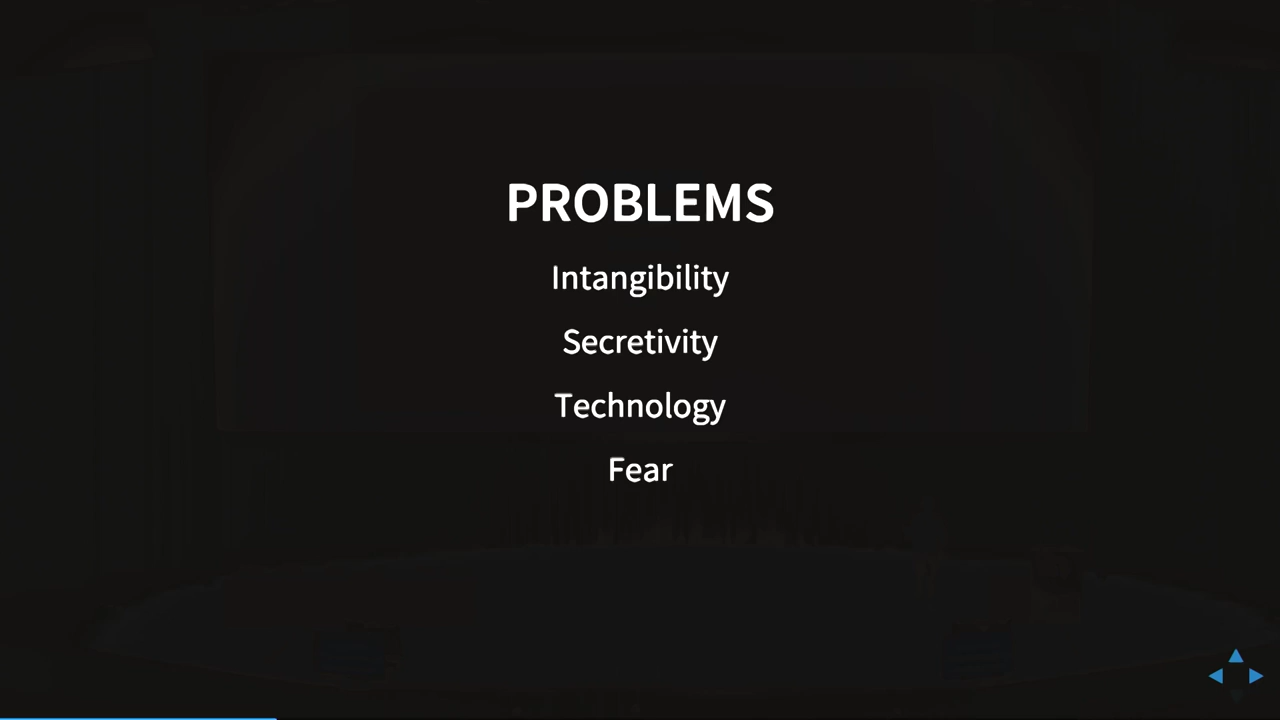 PROBLEMS
Intangibility
Secretivity
Technology
Fear